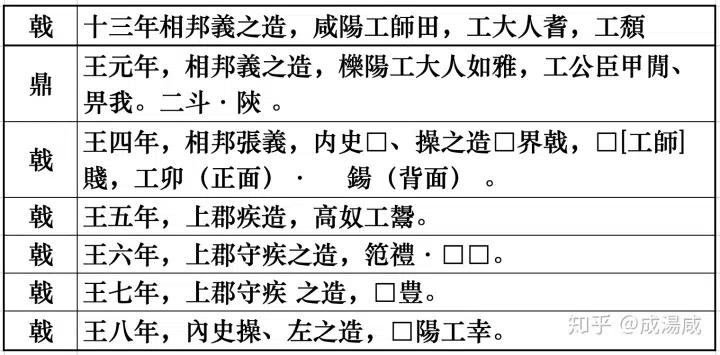 戟 十三年相邦義之造，咸陽工師田，工大人耆，工頽
鼎 王元年，相邦義之造，櫟陽工大人如雅，工公臣甲閒、
畀我。二斗·陝 。
戟 王四年，相邦張義，内史□、操之造□界戟，□[工師]
賤，工卯（正面）· 鍚（背面） 。
戟 王五年，上郡疾造，高奴工鬻。
戟 王六年，上郡守疾之造，笵禮·□□。
戟 王七年，上郡守疾 之造，□豊。
戟 王八年，內史操、左之造，□陽工幸。
知乎 @成湯咸